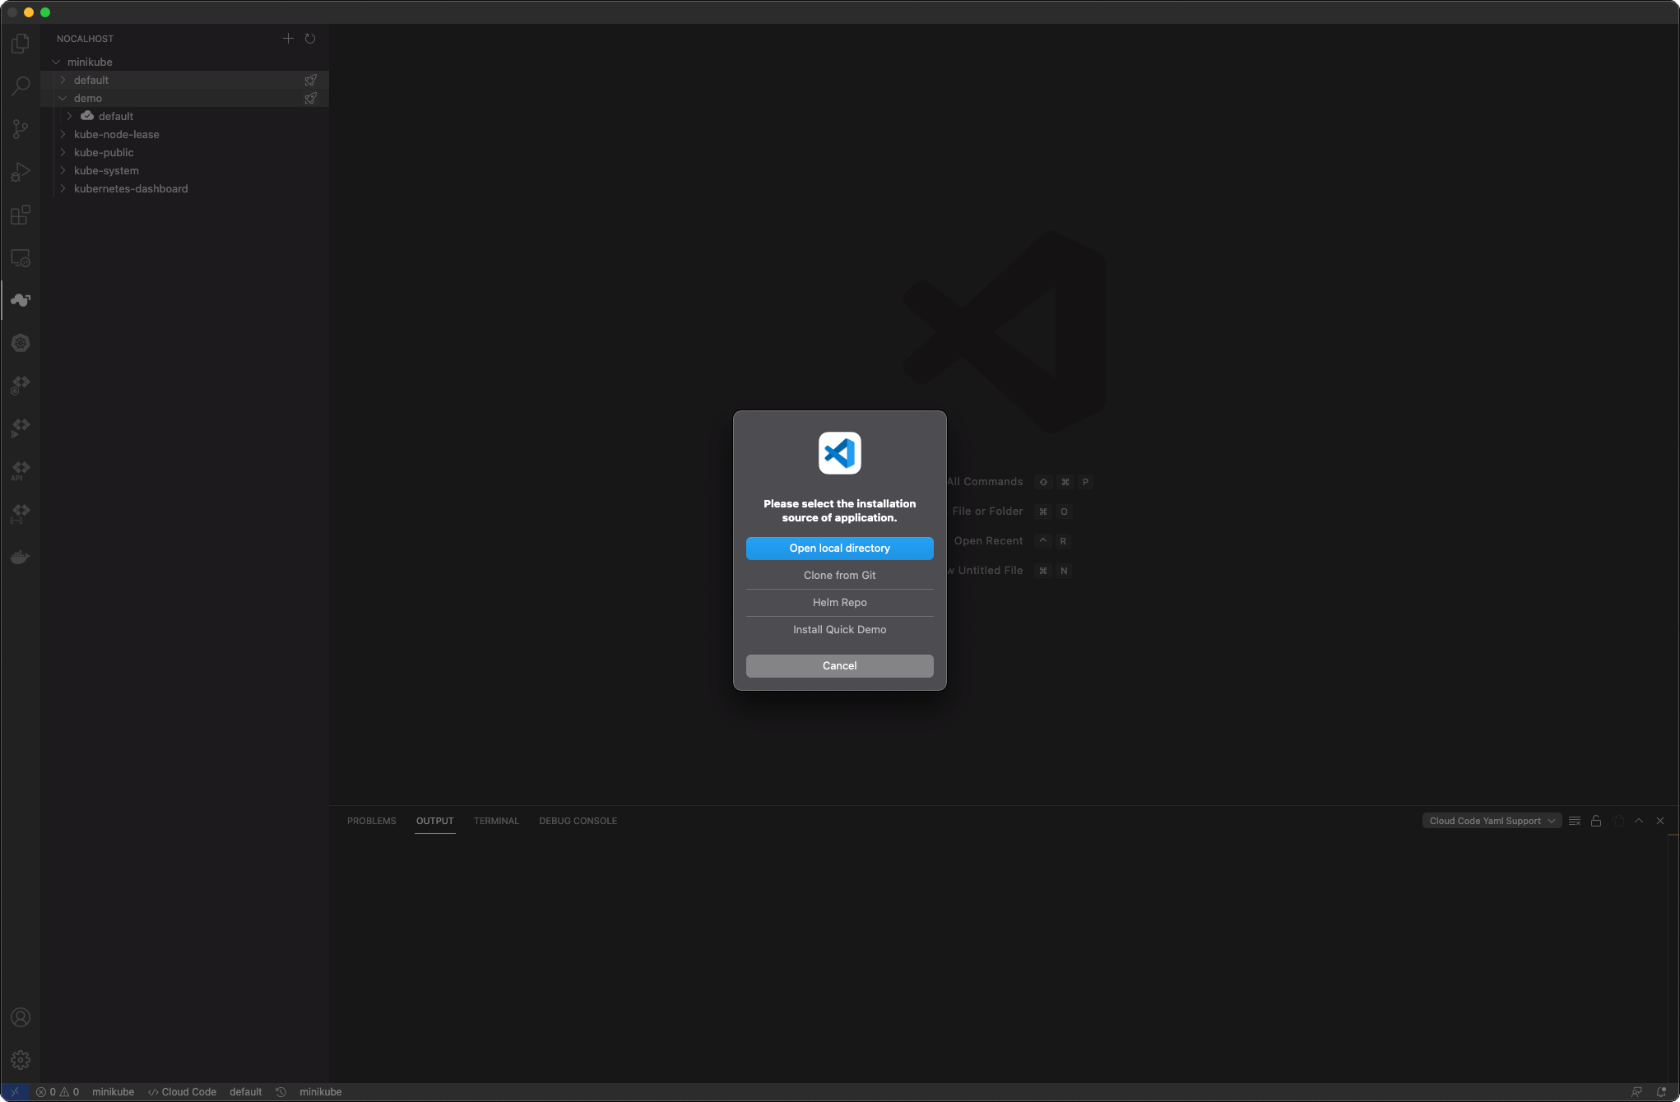 NOCALHOST
minikube
default
demo
default
kube-node-lease
kube-public
kube-system
kubernetes-dashboard
API
Please select the installation
source of application.
Open local directory
Clone from Git
Helm Repo
Install Quick Demo
Cancel
All Commands ⇧ ⌘ P
File or Folder ⌘ O
Open Recent ^ R
w Untitled File ⌘ N
PROBLEMS OUTPUT TERMINAL DEBUG CONSOLE
Cloud Code Yaml Support
0 0 minikube Cloud Code default minikube